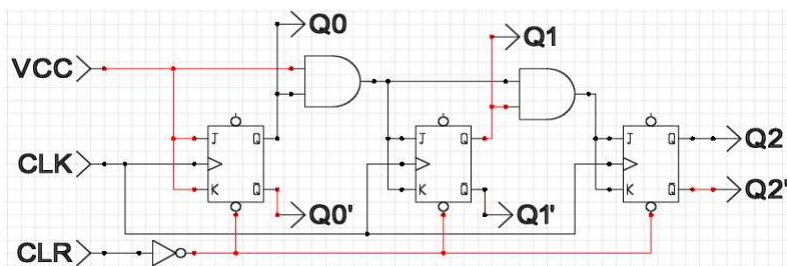 Q0
Q1
VCC
J Q
J Q
J Q
Q2
CLK
K Q
K Q
K Q
Q2'
Q0'
Q1'
CLR